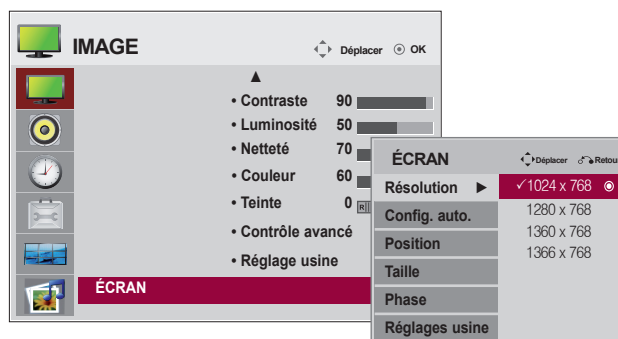 IMAGE
Déplacer OK
• Contraste 90
• Luminosité 50
• Netteté 70
• Couleur 60
• Teinte 0 R
• Contrôle avancé
• Réglage usine
ÉCRAN
ÉCRAN
Déplacer Retou
Résolution ► ✓1024 x 768
Config. auto. 1280 x 768
Position 1360 x 768
1366 x 768
Taille
Phase
Réglages usine